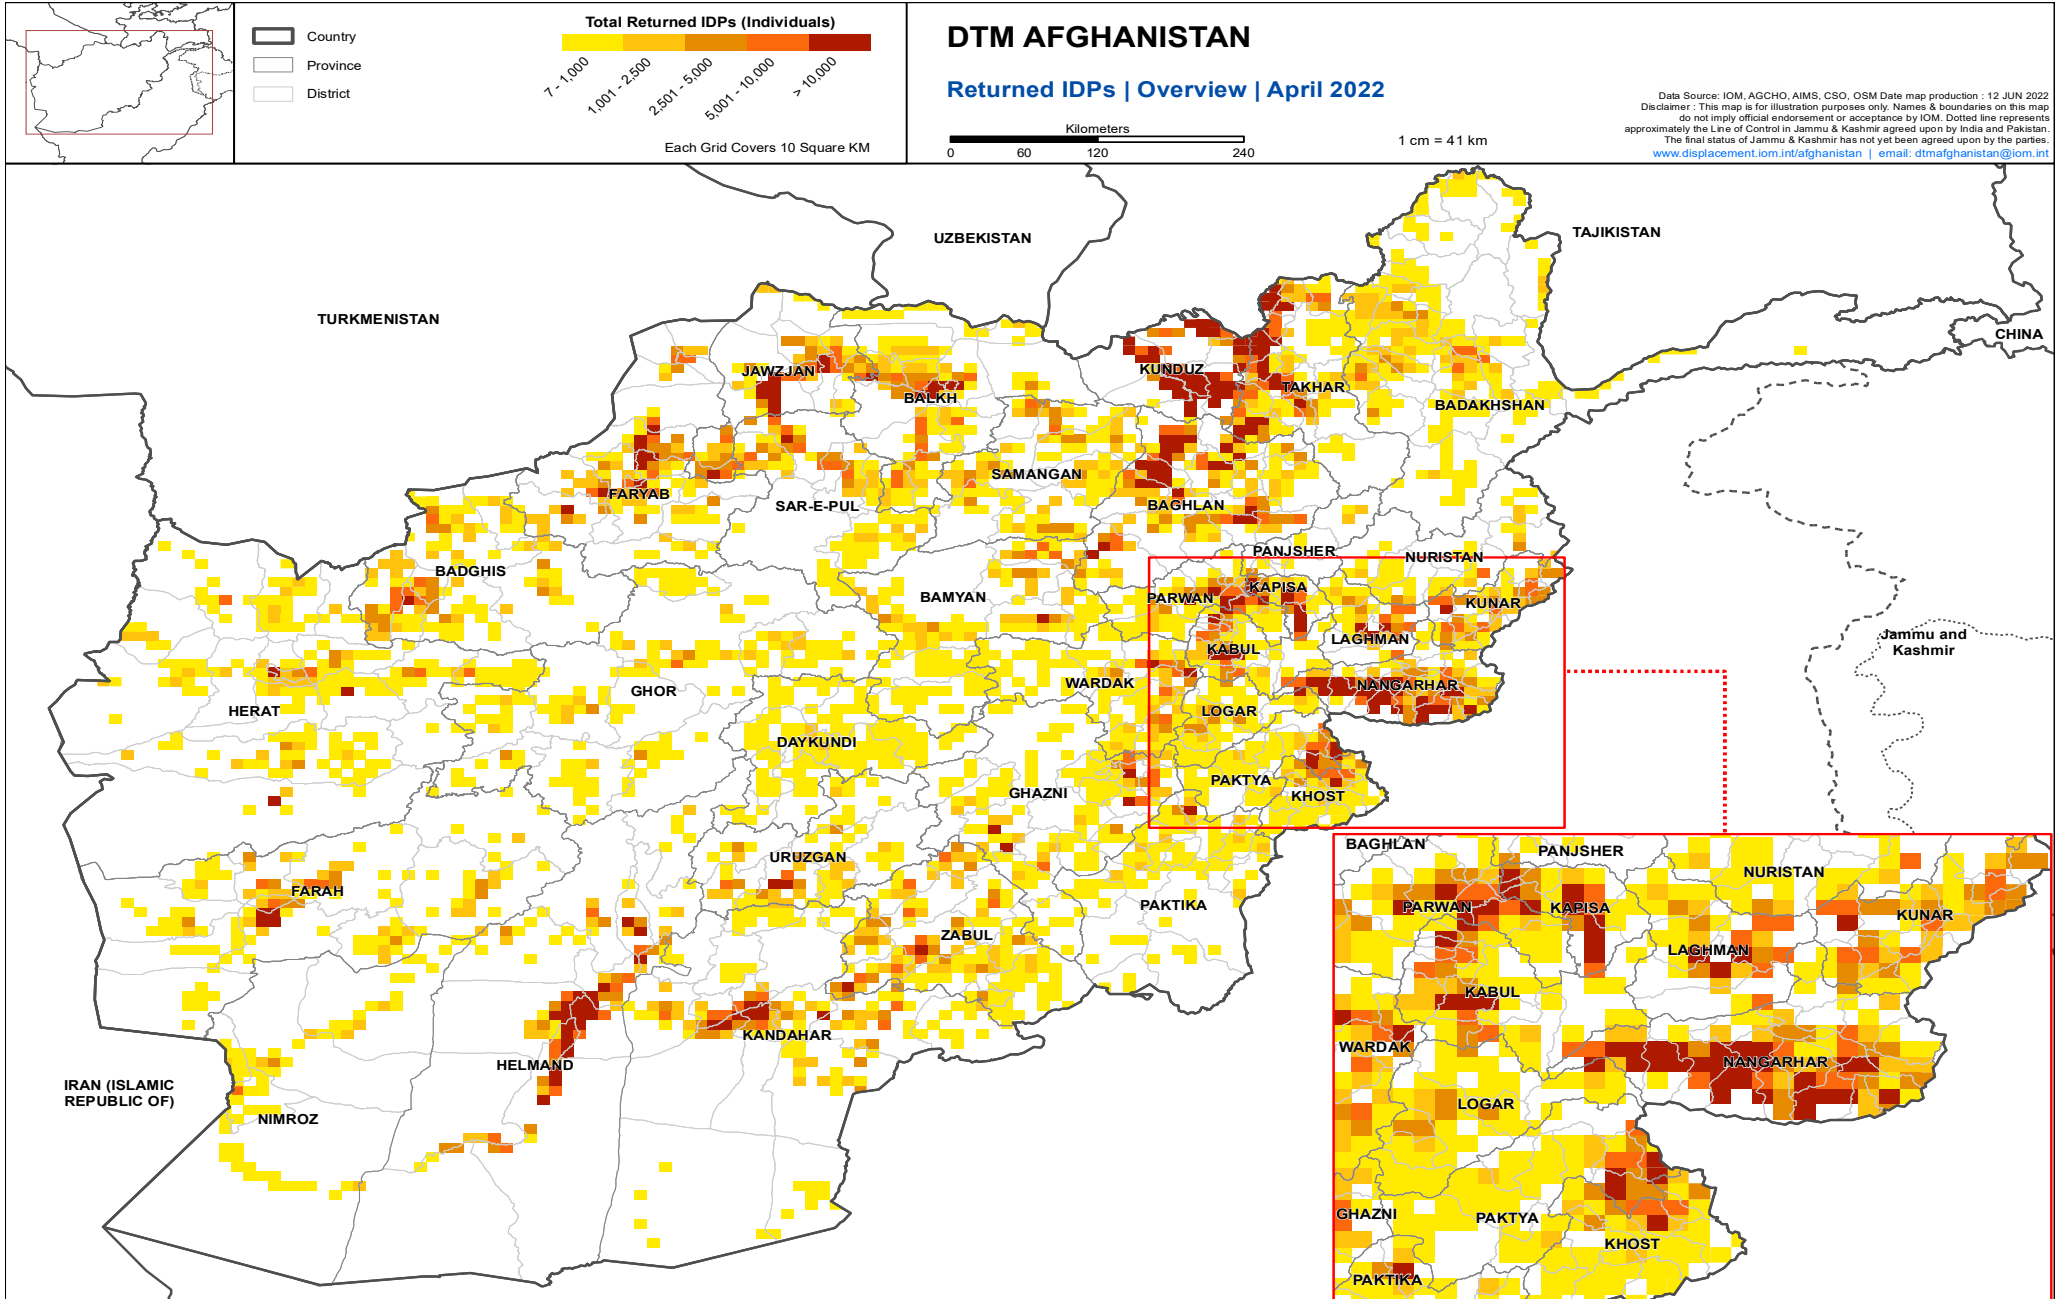 Country
Province
District
Total Returned IDPs (Individuals)
7 - 1,000
1,001 - 2,500
2,501 - 5,000
5,001 - 10,000
> 10,000
Each Grid Covers 10 Square KM
DTM AFGHANISTAN
Returned IDPs | Overview | April 2022
Kilometers
0 60 120 240
1 cm = 41 km
Data Source: IOM, AGCHO, AIMS, CSO, OSM Date map production : 12 JUN 2022
Disclaimer : This map is for illustration purposes only. Names & boundaries on this map
do not imply official endorsement or acceptance by IOM. Dotted line represents
approximately the Line of Control in Jammu & Kashmir agreed upon by India and Pakistan.
The final status of Jammu & Kashmir has not yet been agreed upon by the parties.
www.displacement.iom.int/afghanistan | email: dtmafghanistan@iom.int
UZBEKISTAN
TAJIKISTAN
TURKMENISTAN
CHINA
JAWZJAN
KUNDUZ
TAKHAR
BALKH
BADAKHSHAN
SAMANGAN
FARYAB
SAR-E-PUL
BAGHLAN
PANJSHER
NURISTAN
BADGHIS
KAPISA
BAMYAN
PARWAN
KUNAR
LAGHMAN
Jammu and
Kashmir
KABUL
WARDAK
NANGARHAR
GHOR
HERAT
LOGAR
DAYKUNDI
PAKTYA
GHAZNI
KHOST
URUZGAN
FARAH
PAKTIKA
ZABUL
KANDAHAR
HELMAND
IRAN (ISLAMIC
REPUBLIC OF)
NIMROZ
BAGHLAN
PANJSHER
NURISTAN
PARWAN
KAPISA
KUNAR
LAGHMAN
KABUL
WARDAK
NANGARHAR
LOGAR
GHAZNI
PAKTYA
KHOST
PAKTIKA